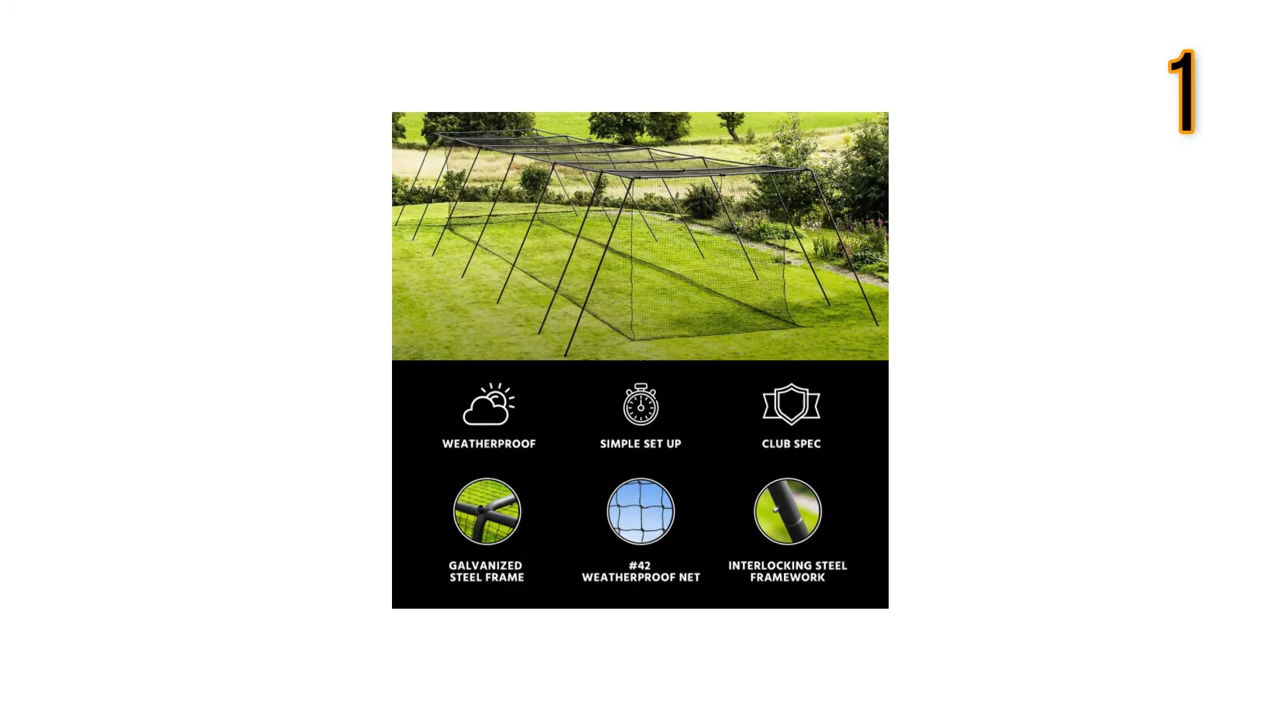 1
WEATHERPROOF
SIMPLE SET UP
CLUB SPEC
GALVANIZED
STEEL FRAME
#42
WEATHERPROOF NET
INTERLOCKING STEEL
FRAMEWORK